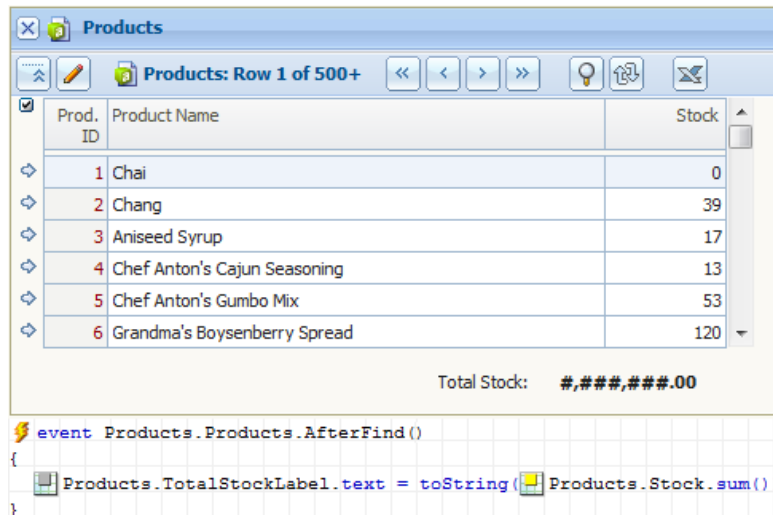 Products
Products: Row 1 of 500+
Prod. ID Product Name Stock
1 Chai 0
2 Chang 39
3 Aniseed Syrup 17
4 Chef Anton's Cajun Seasoning 13
5 Chef Anton's Gumbo Mix 53
6 Grandma's Boysenberry Spread 120
Total Stock: #,###,###.00
event Products.Products.AfterFind()
{
Products.TotalStockLabel.text = toString(Products.Stock.sum()
}